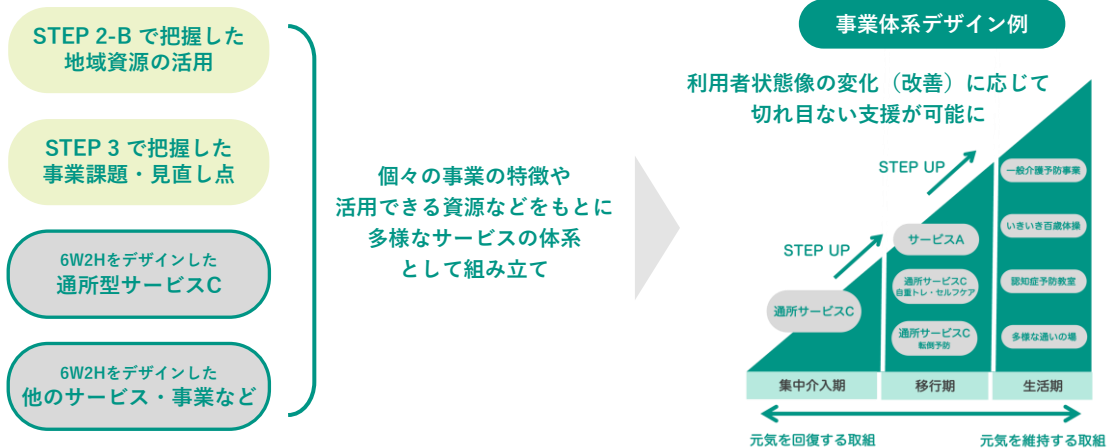 STEP 2-B で把握した
地域資源の活用
STEP 3 で把握した
事業課題・見直し点
6W2Hをデザインした
通所型サービスC
6W2Hをデザインした
他のサービス・事業など
個々の事業の特徴や
活用できる資源などをもとに
多様なサービスの体系
として組み立て
事業体系デザイン例
利用者状態像の変化（改善）に応じて
切れ目ない支援が可能に
STEP UP
STEP UP
通所サービスC
サービスA
通所サービスC
自重トレ・セルフケア
通所サービスC
転倒予防
一般介護予防事業
いきいき百歳体操
認知症予防教室
多様な通いの場
集中介入期
移行期
生活期
元気を回復する取組
元気を維持する取組